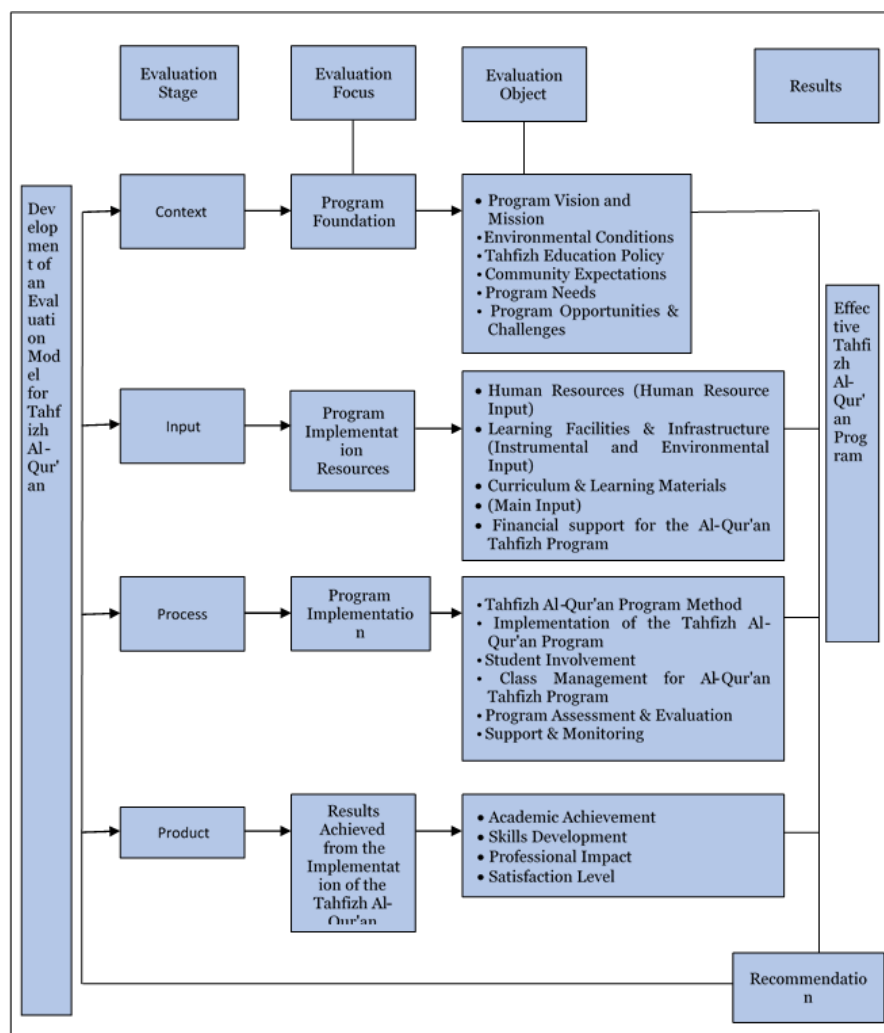 Evaluation
Stage
Evaluation
Focus
Evaluation
Object
Results
Dev
elop
men
t of
an
Eval
uati
on
Mod
el
for
Tahf
izh
Al-
Qur'
an
Context
Program
Foundation
• Program Vision and
Mission
• Environmental Conditions
• Tahfizh Education Policy
• Community Expectations
• Program Needs
• Program Opportunities &
Challenges
Effec
tive
Tahfi
zh
Al-
Qur'
an
Prog
ram
Input
Program
Implementat
ion
Resources
• Human Resources (Human Resource
Input)
• Learning Facilities & Infrastructure
(Instrumental and Environmental
Input)
• Curriculum & Learning Materials
• (Main Input)
• Financial support for the Al-Qur'an
Tahfizh Program
Process
Program
Implementatio
n
• Tahfizh Al-Qur'an Program Method
• Implementation of the Tahfizh Al-
Qur'an Program
• Student Involvement
• Class Management for Al-Qur'an
Tahfizh Program
• Program Assessment & Evaluation
• Support & Monitoring
Product
Results
Achieved
from the
Implementat
ion of the
Tahfizh Al-
Qur'an
• Academic Achievement
• Skills Development
• Professional Impact
• Satisfaction Level
Recommendatio
n